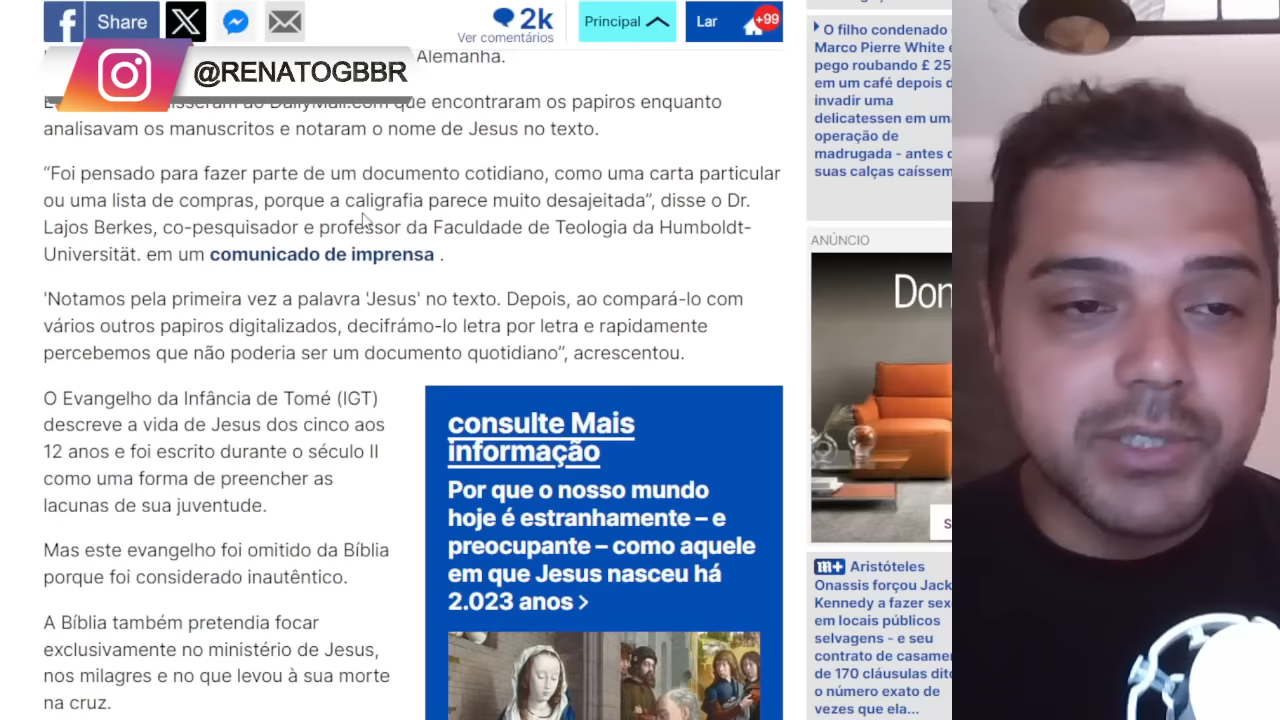 Share
2k
Ver comentários
Principal
Lar
+99
@RENATOGBBR
Alemanha.
DailyMail.com que encontraram os papiros enquanto
analisavam os manuscritos e notaram o nome de Jesus no texto.
“Foi pensado para fazer parte de um documento cotidiano, como uma carta particular
ou uma lista de compras, porque a caligrafia parece muito desajeitada”, disse o Dr.
Lajos Berkes, co-pesquisador e professor da Faculdade de Teologia da Humboldt-
Universität. em um comunicado de imprensa .
'Notamos pela primeira vez a palavra 'Jesus' no texto. Depois, ao compará-lo com
vários outros papiros digitalizados, decifrámo-lo letra por letra e rapidamente
percebemos que não poderia ser um documento quotidiano”, acrescentou.
O Evangelho da Infância de Tomé (IGT)
descreve a vida de Jesus dos cinco aos
12 anos e foi escrito durante o século II
como uma forma de preencher as
lacunas de sua juventude.
Mas este evangelho foi omitido da Bíblia
porque foi considerado inautêntico.
A Bíblia também pretendia focar
exclusivamente no ministério de Jesus,
nos milagres e no que levou à sua morte
na cruz.
consulte Mais
informação
Por que o nosso mundo
hoje é estranhamente – e
preocupante – como aquele
em que Jesus nasceu há
2.023 anos
O filho condenado
Marco Pierre White
pego roubando £ 25
em um café depois d
invadir uma
delicatessen em um
operação de
madrugada - antes
suas calças caíssem
ANÚNCIO
Don
S
m+ Aristóteles
Onassis forçou Jack
Kennedy a fazer sex
em locais públicos
selvagens - e seu
contrato de casame
de 170 cláusulas dit
o número exato de
vezes que ela...